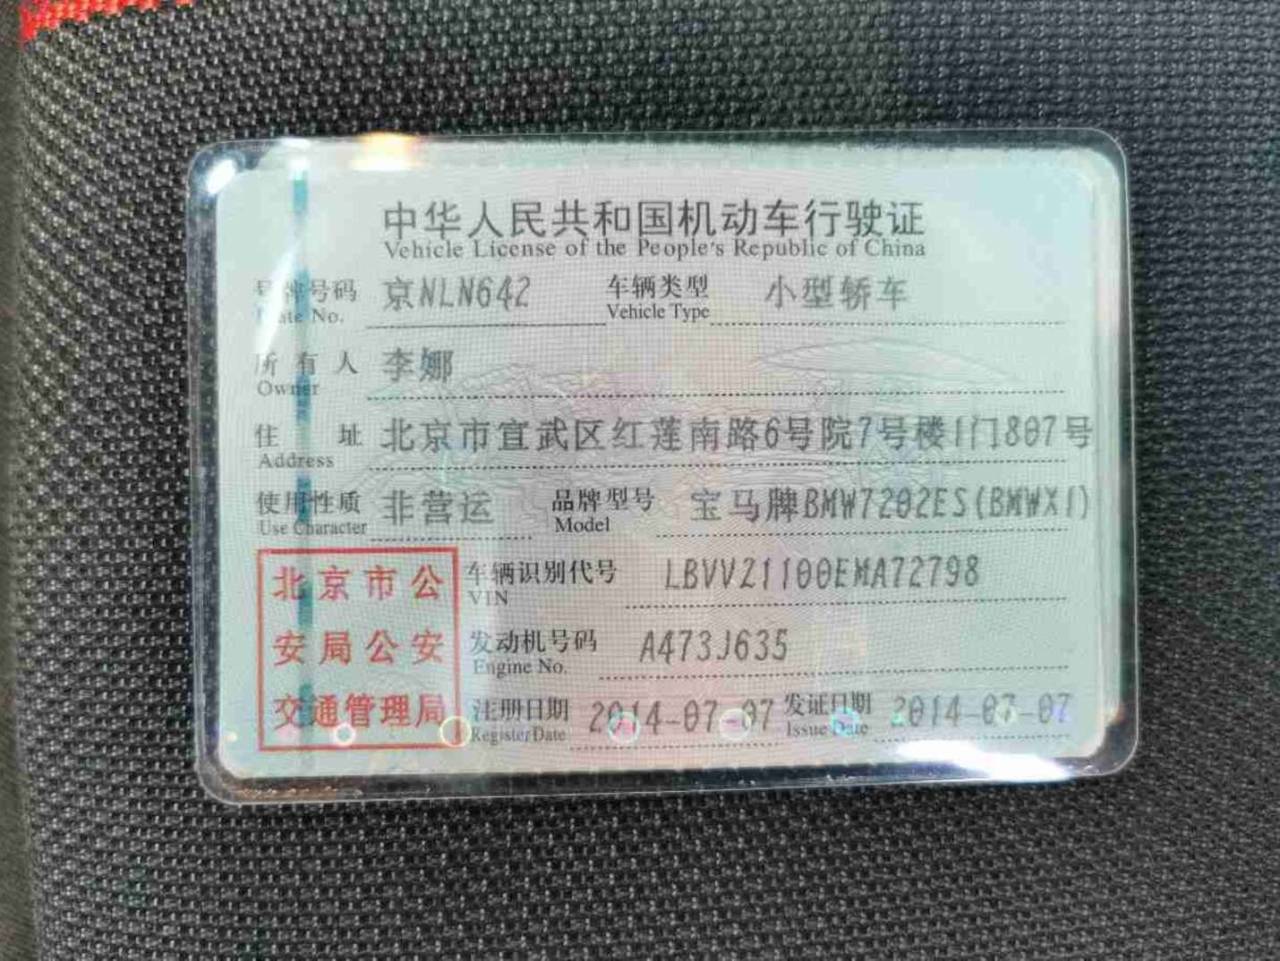 中华人民共和国机动车行驶证
Vehicle License of the People's Republic of China
号牌号码 京NLN642 车辆类型 小型轿车
Plate No. Vehicle Type
所有人 李娜
Owner
住址 北京市宣武区红莲南路6号院7号楼1门807号
Address
使用性质 非营运 品牌型号 宝马牌BMW7202ES(BMWX1)
Use Character Model
北京市公 车辆识别代号 LBVVZ1100EMA72798
VIN
安局公安 发动机号码 A473J635
Engine No.
交通管理局 注册日期 2014-07-07 发证日期 2014-07-07
Register Date Issue Date